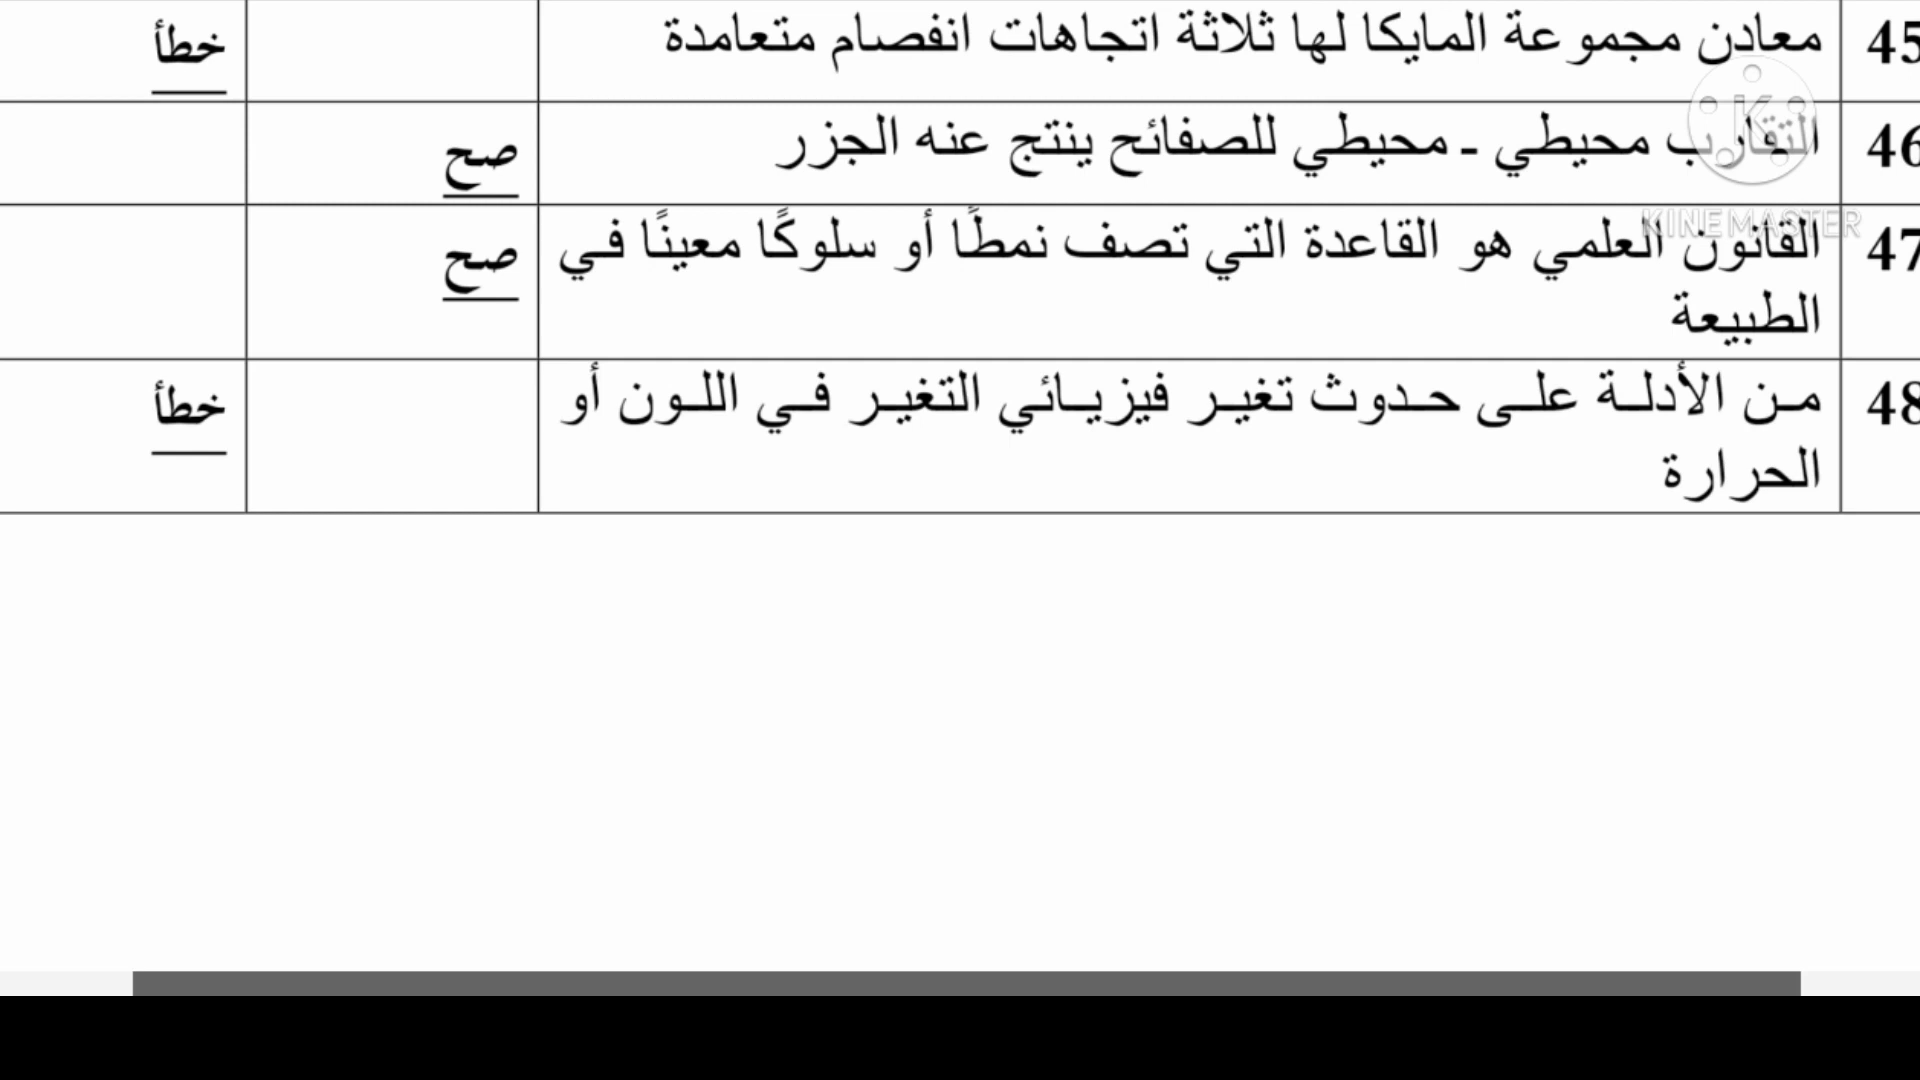 45 معادن مجموعة المايكا لها ثلاثة اتجاهات انفصام متعامدة خطأ
46 التقارب محيطي - محيطي للصفائح ينتج عنه الجزر صح
KINEMASTER
47 القانون العلمي هو القاعدة التي تصف نمطًا أو سلوكًا معينًا في صح
الطبيعة
48 من الأدلة على حدوث تغير فيزيائي التغير في اللون أو خطأ
الحرارة